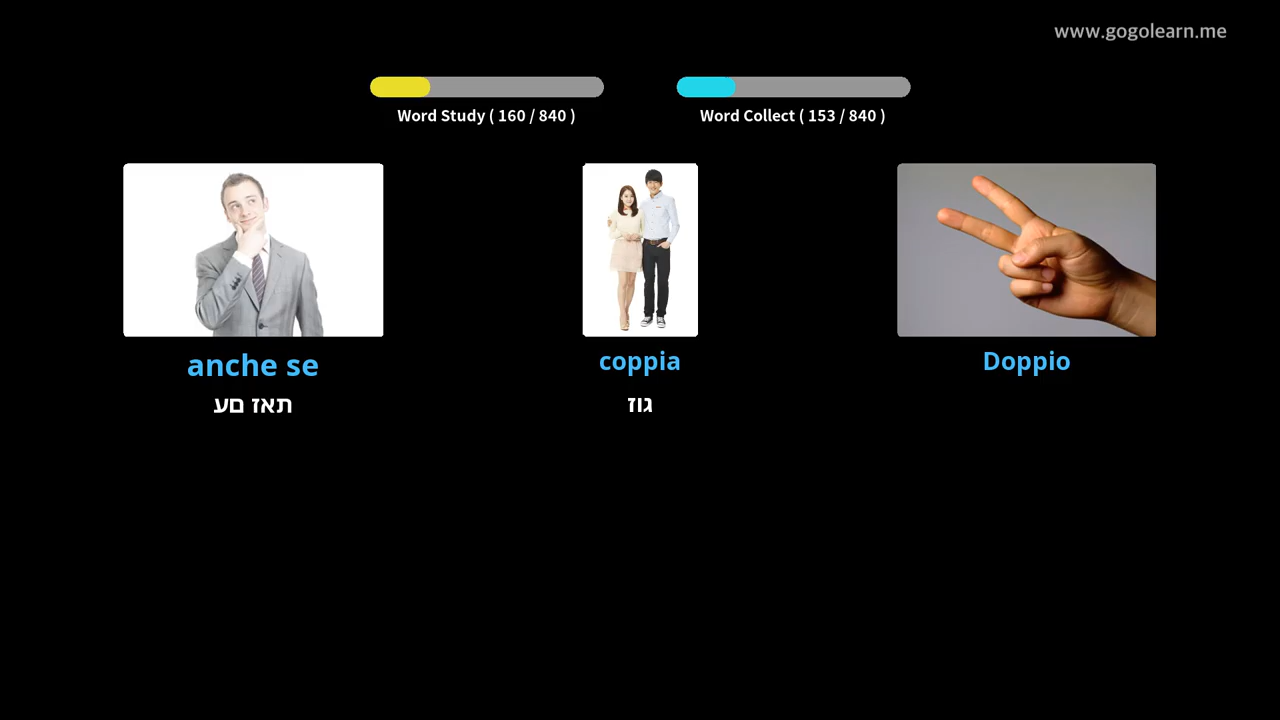 www.gogolearn.me
Word Study ( 160 / 840 )
Word Collect ( 153 / 840 )
anche se
coppia
Doppio
תאז םע
גוז